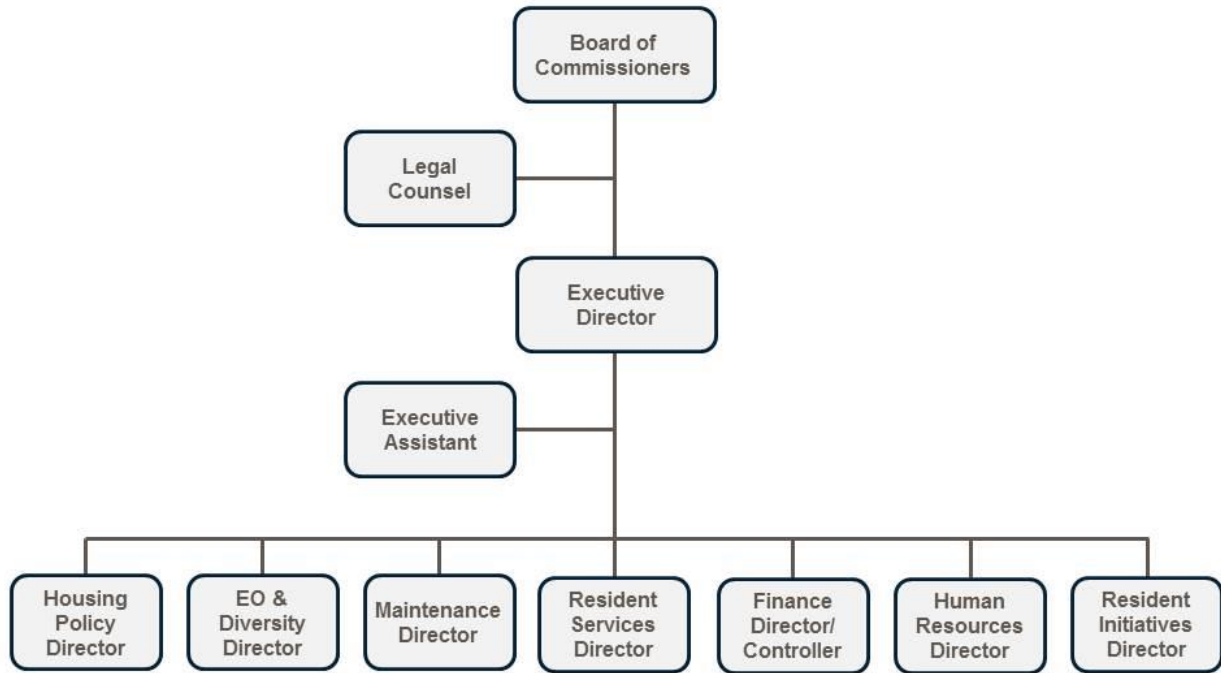 Board of
Commissioners
Legal
Counsel
Executive
Director
Executive
Assistant
Housing
Policy
Director
EO &
Diversity
Director
Maintenance
Director
Resident
Services
Director
Finance
Director/
Controller
Human
Resources
Director
Resident
Initiatives
Director